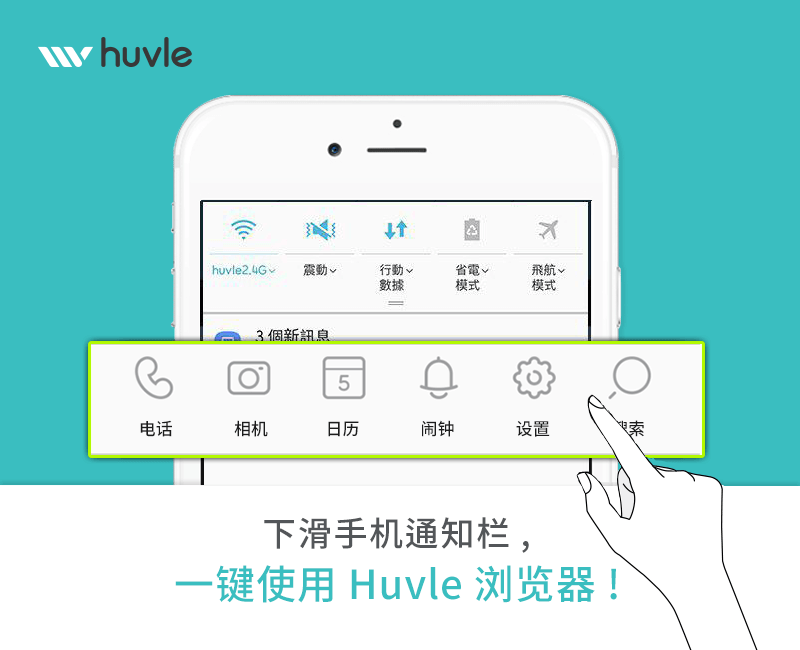 huvle
huvle2.4G
震動
行動
數據
省電
模式
飛航
模式
3 個新訊息
5
电话
相机
日历
闹钟
设置
索
下滑手机通知栏，
一键使用 Huvle 浏览器！